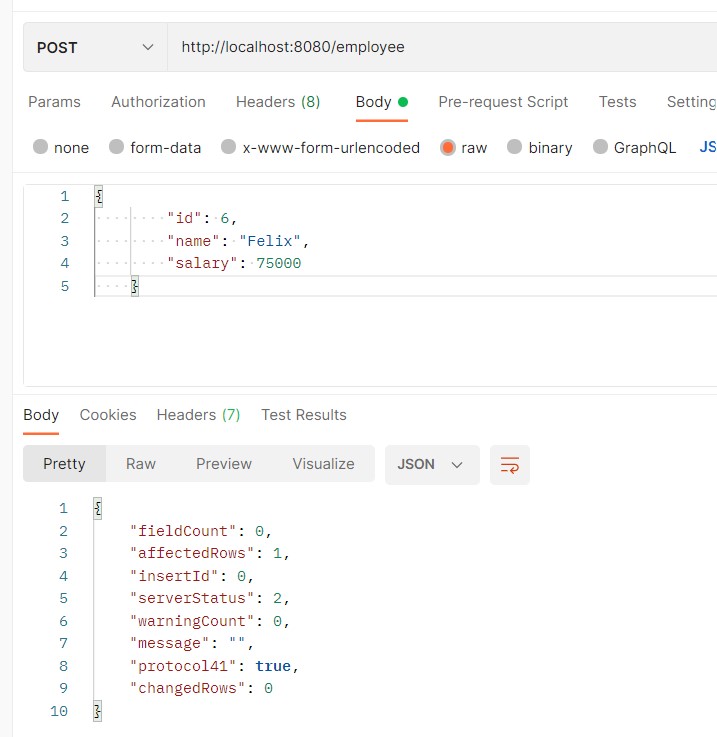 POST http://localhost:8080/employee
Params Authorization Headers (8) Body Pre-request Script Tests Setting
none form-data x-www-form-urlencoded raw binary GraphQL JS
1 {
2 "id": 6,
3 "name": "Felix",
4 "salary": 75000
5 }
Body Cookies Headers (7) Test Results
Pretty Raw Preview Visualize JSON
1 {
2 "fieldCount": 0,
3 "affectedRows": 1,
4 "insertId": 0,
5 "serverStatus": 2,
6 "warningCount": 0,
7 "message": "",
8 "protocol41": true,
9 "changedRows": 0
10 }